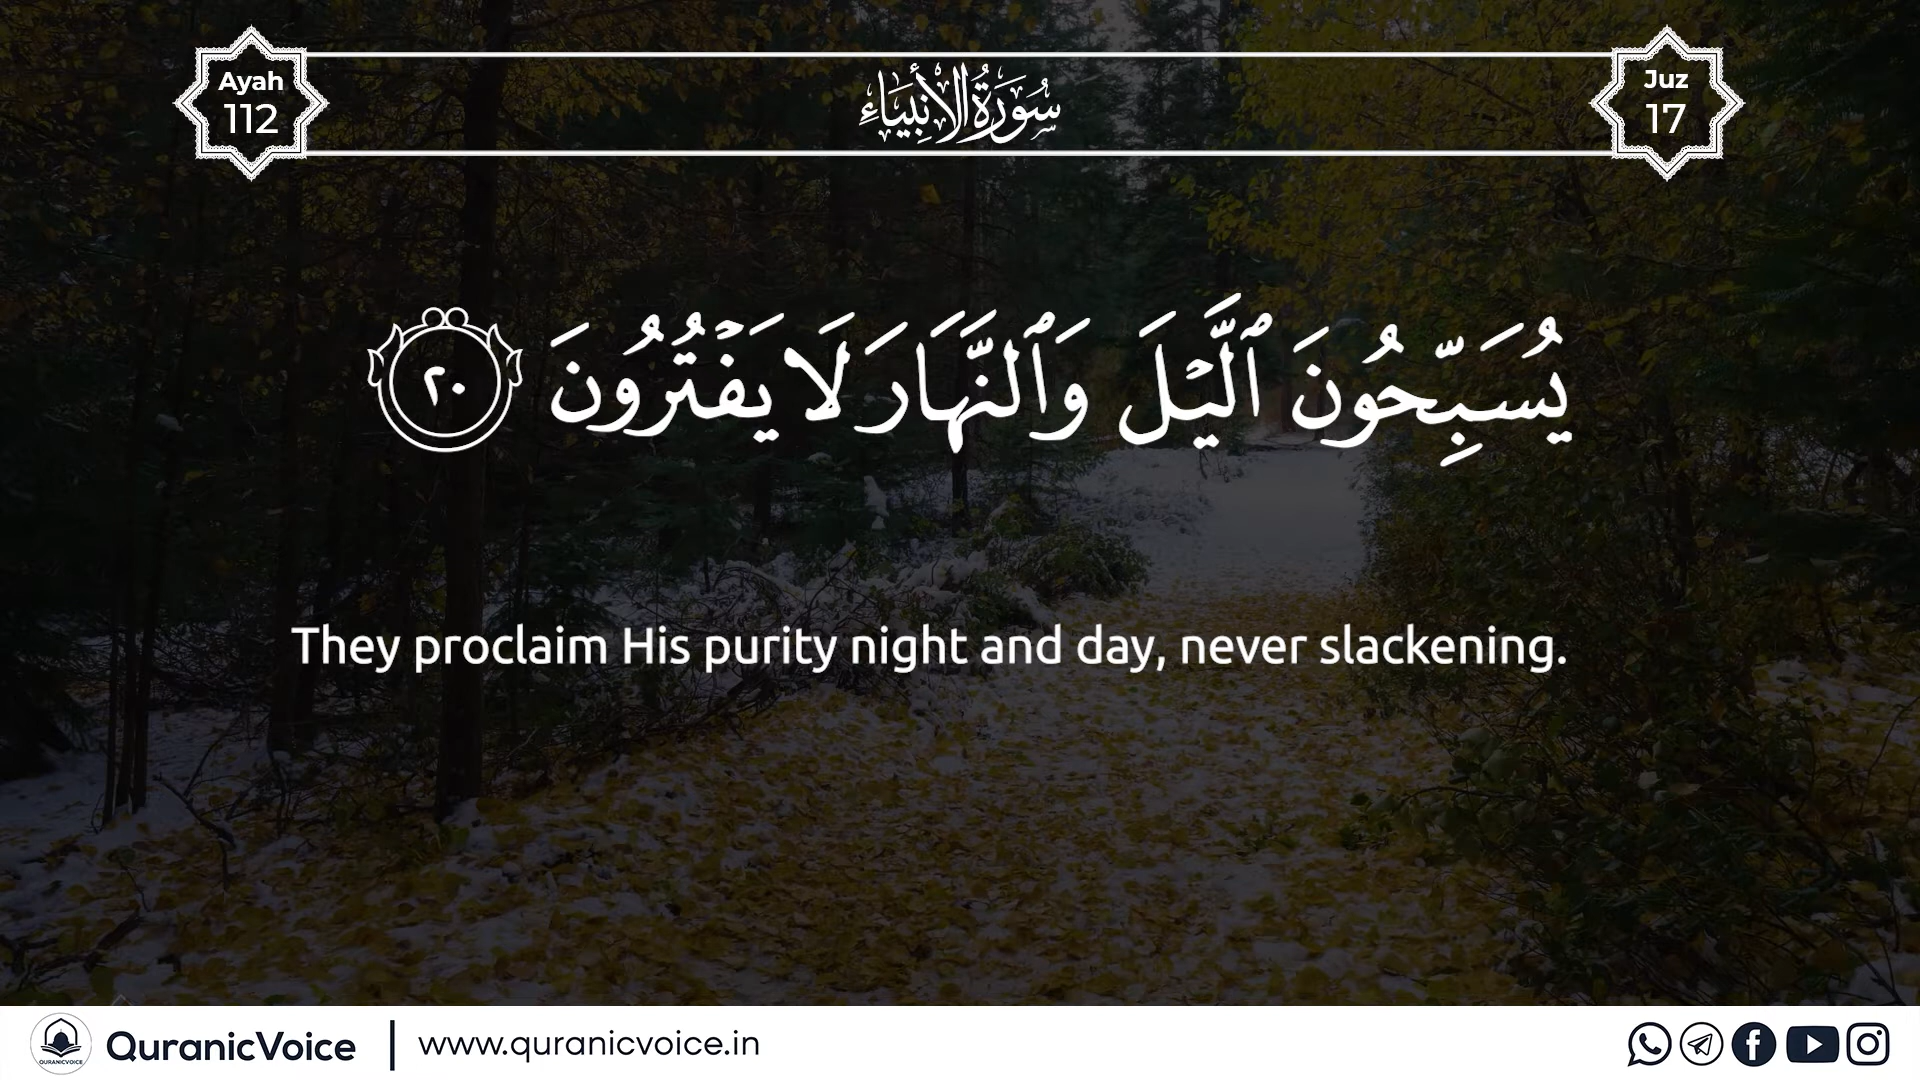 Ayah
112
سُورَةُ الأَنْبِيَاءِ
Juz
17
يُسَبِّحُونَ ٱلَّيۡلَ وَٱلنَّهَارَ لَا يَفۡتُرُونَ ٢٠
They proclaim His purity night and day, never slackening.
QURANICVOICE
QuranicVoice | www.quranicvoice.in